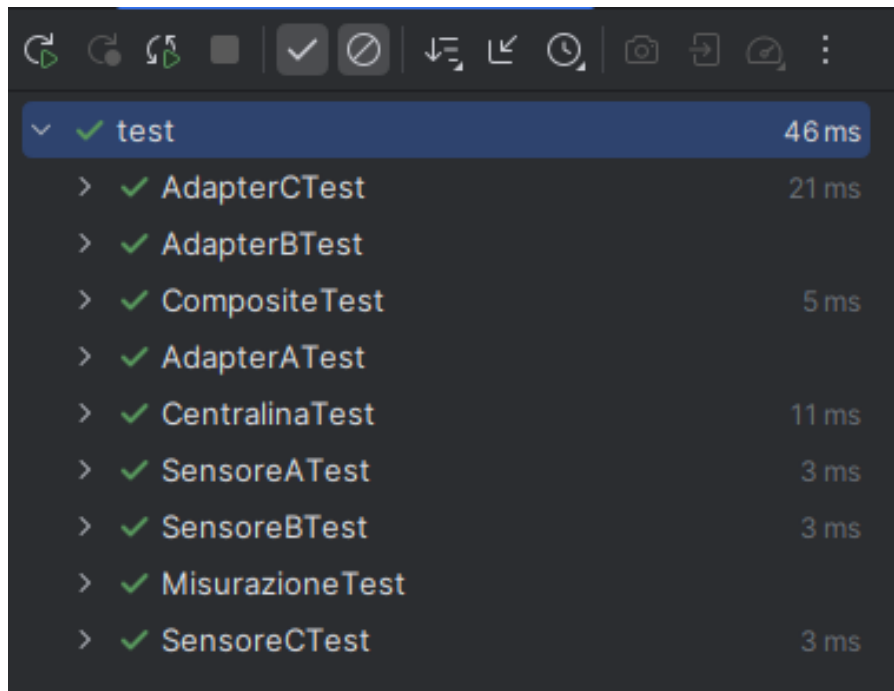 test 46 ms
AdapterCTest 21 ms
AdapterBTest
CompositeTest 5 ms
AdapterATest
CentralinaTest 11 ms
SensoreATest 3 ms
SensoreBTest 3 ms
MisurazioneTest
SensoreCTest 3 ms